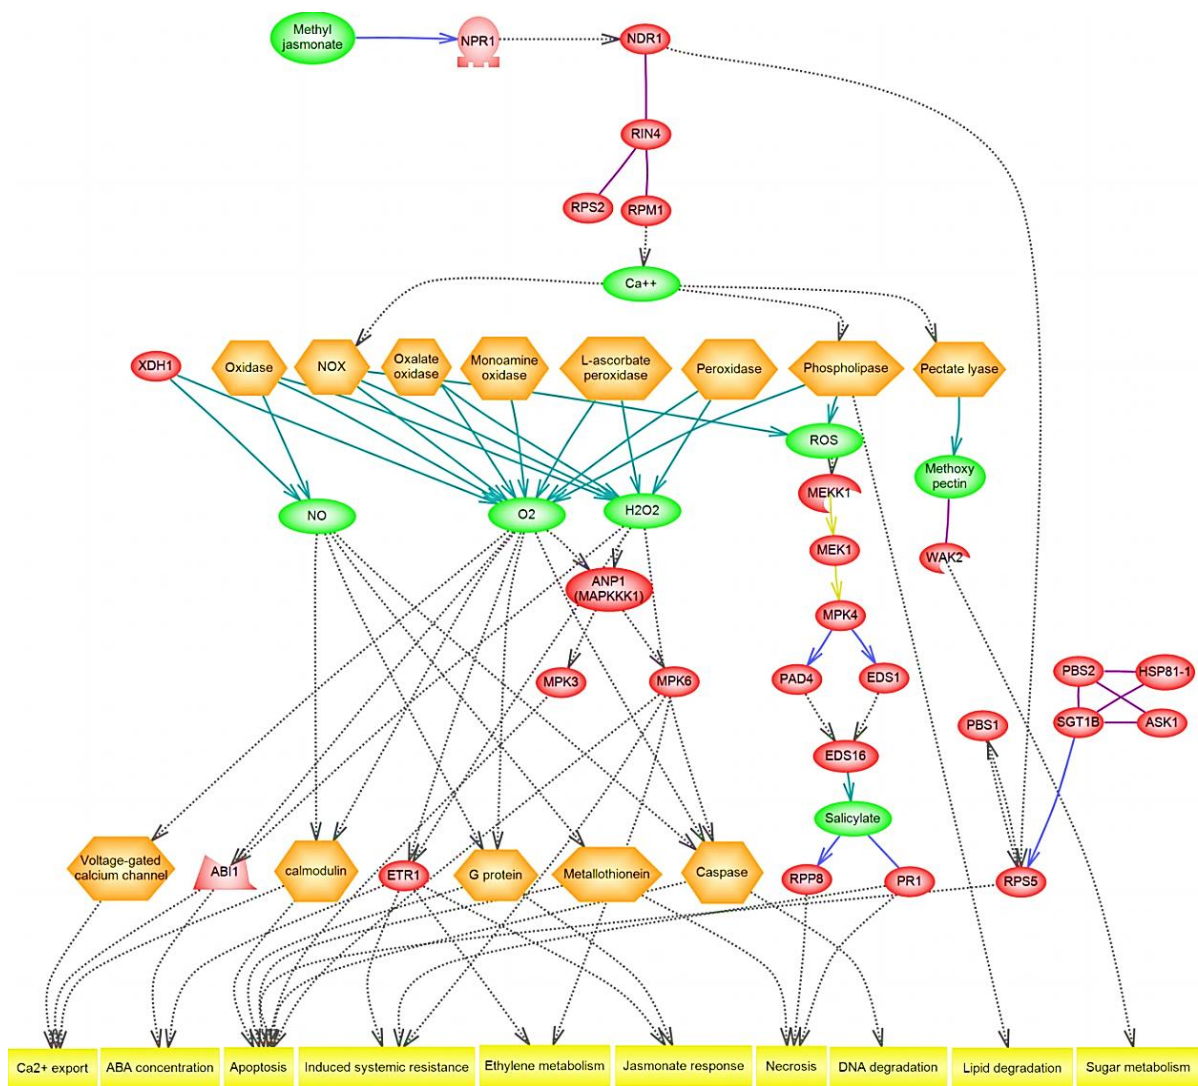 Methyl
jasmonate
NPR1
NDR1
RIN4
RPS2
RPM1
Ca++
XDH1
Oxidase
NOX
Oxalate
oxidase
Monoamine
oxidase
L-ascorbate
peroxidase
Peroxidase
Phospholipase
Pectate lyase
ROS
Methoxy
pectin
MEKK1
NO
O2
H2O2
MEK1
WAK2
ANP1
(MAPKKK1)
MPK4
MPK3
MPK6
PAD4
EDS1
PBS2
HSP81-1
PBS1
SGT1B
ASK1
EDS16
Salicylate
Voltage-gated
calcium channel
ABI1
calmodulin
ETR1
G protein
Metallothionein
Caspase
RPP8
PR1
RPS5
Ca2+ export
ABA concentration
Apoptosis
Induced systemic resistance
Ethylene metabolism
Jasmonate response
Necrosis
DNA degradation
Lipid degradation
Sugar metabolism